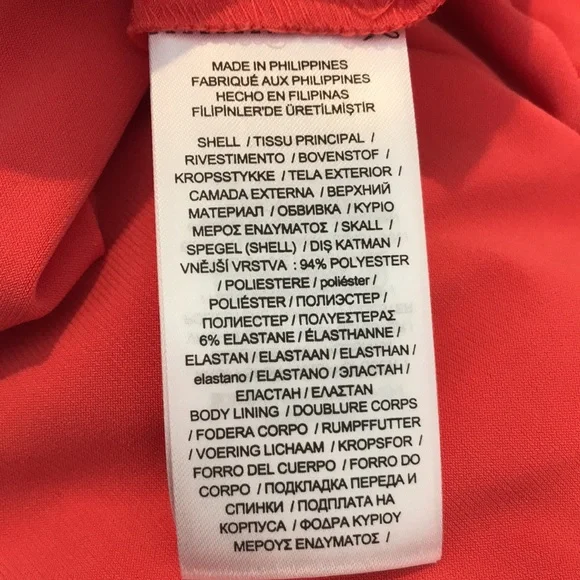 MADE IN PHILIPPINES
FABRIQUÉ AUX PHILIPPINES
HECHO EN FILIPINAS
FİLİPİNLER'DE ÜRETİLMİŞTİR
SHELL / TISSU PRINCIPAL /
RIVESTIMENTO / BOVENSTOF /
KROPSSTYKKE / TELA EXTERIOR /
CAMADA EXTERNA / ВЕРХНИЙ
МАТЕРИАЛ / ОБВИВКА / ΚΥΡΙΟ
ΜΕΡΟΣ ΕΝΔΥΜΑΤΟΣ / SKALL /
SPEGEL (SHELL) / DIŞ KATMAN /
VNĚJŠÍ VRSTVA : 94% POLYESTER
/ POLIESTERE / poliéster /
POLIÉSTER / ПОЛИЭСТЕР /
ПОЛИЕСТЕР / ΠΟΛΥΕΣΤΕΡΑΣ
6% ELASTANE / ÉLASTHANNE /
ELASTAN / ELASTAAN / ELASTHAN /
elastano / ELASTANO / ЭЛАСТАН /
ЕЛАСТАН / ΕΛΑΣΤΑΝ
BODY LINING / DOUBLURE CORPS
/ FODERA CORPO / RUMPFFUTTER
/ VOERING LICHAAM / KROPSFOR /
FORRO DEL CUERPO / FORRO DO
CORPO / ПОДКЛАДКА ПЕРЕДА И
СПИНКИ / ПОДПЛАТА НА
КОРПУСА / ΦΟΔΡΑ ΚΥΡΙΟΥ
ΜΕΡΟΥΣ ΕΝΔΥΜΑΤΟΣ /